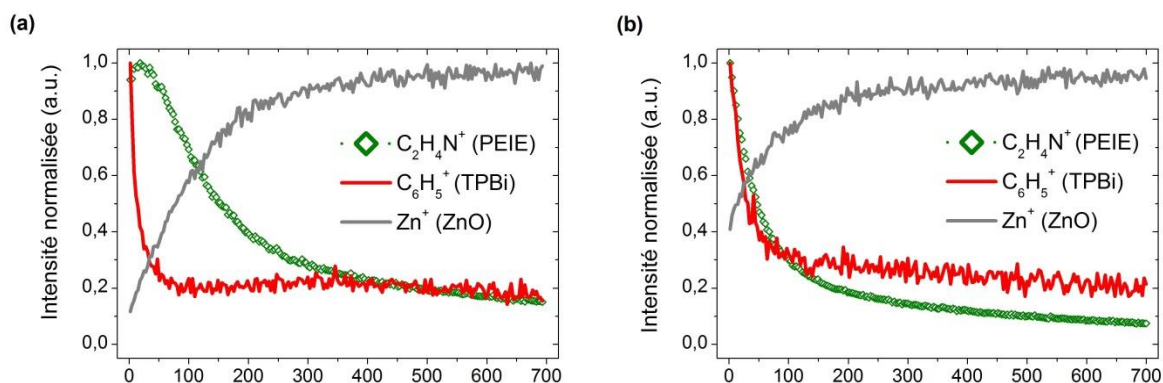 (a)
Intensité normalisée (a.u.)
1,0
0,8
0,6
0,4
0,2
0,0
C₂H₄N⁺ (PEIE)
C₆H₅⁺ (TPBi)
Zn⁺ (ZnO)
0 100 200 300 400 500 600 700
(b)
Intensité normalisée (a.u.)
1,0
0,8
0,6
0,4
0,2
0,0
C₂H₄N⁺ (PEIE)
C₆H₅⁺ (TPBi)
Zn⁺ (ZnO)
0 100 200 300 400 500 600 700